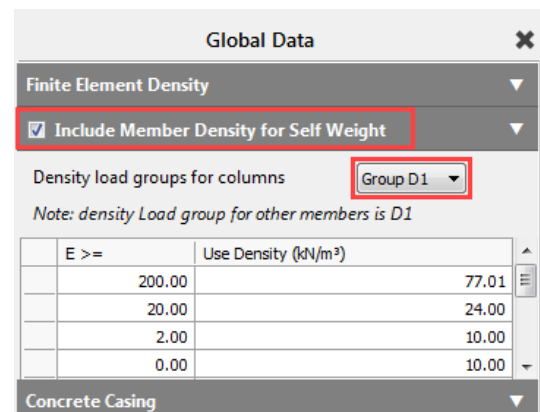 Global Data
Finite Element Density
Include Member Density for Self Weight
Density load groups for columns Group D1
Note: density Load group for other members is D1
E >= Use Density (kN/m³)
200.00 77.01
20.00 24.00
2.00 10.00
0.00 10.00
Concrete Casing